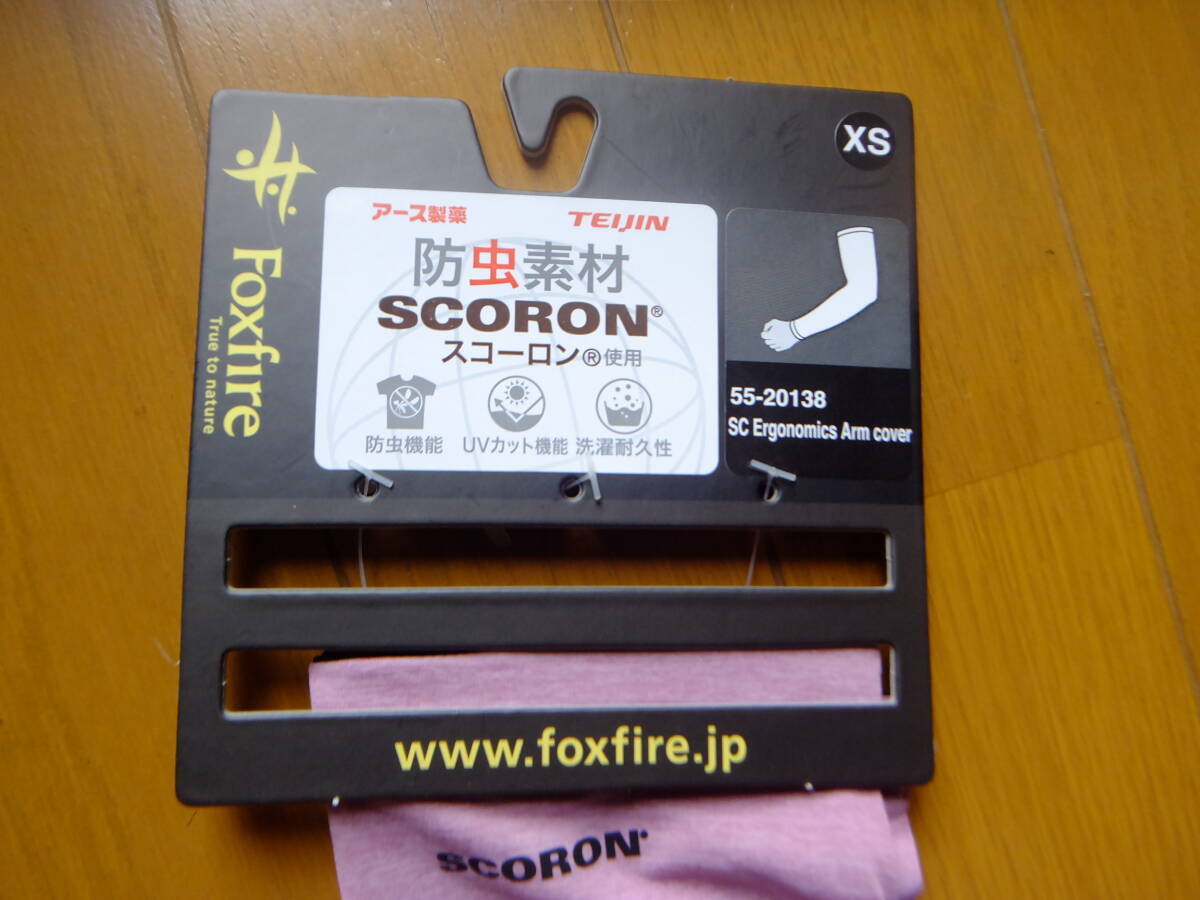 XS
Foxfire
True to nature
アース製薬 TEIJIN
防虫素材
SCORON®
スコーロン®使用
防虫機能 UVカット機能 洗濯耐久性
55-20138
SC Ergonomics Arm cover
www.foxfire.jp
SCORON